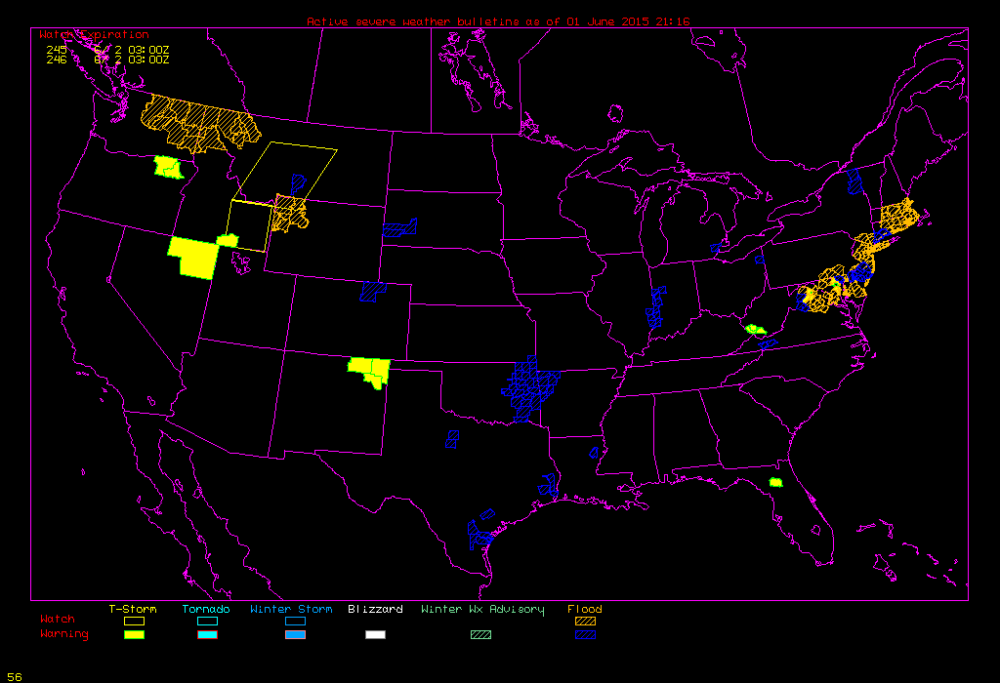 Active severe weather bulletins as of 01 June 2015 21:16
Watch Expiration
245 6/ 2 03:00Z
246 6/ 2 03:00Z
T-Storm Tornado Winter Storm Blizzard Winter Wx Advisory Flood
Watch
Warning
56